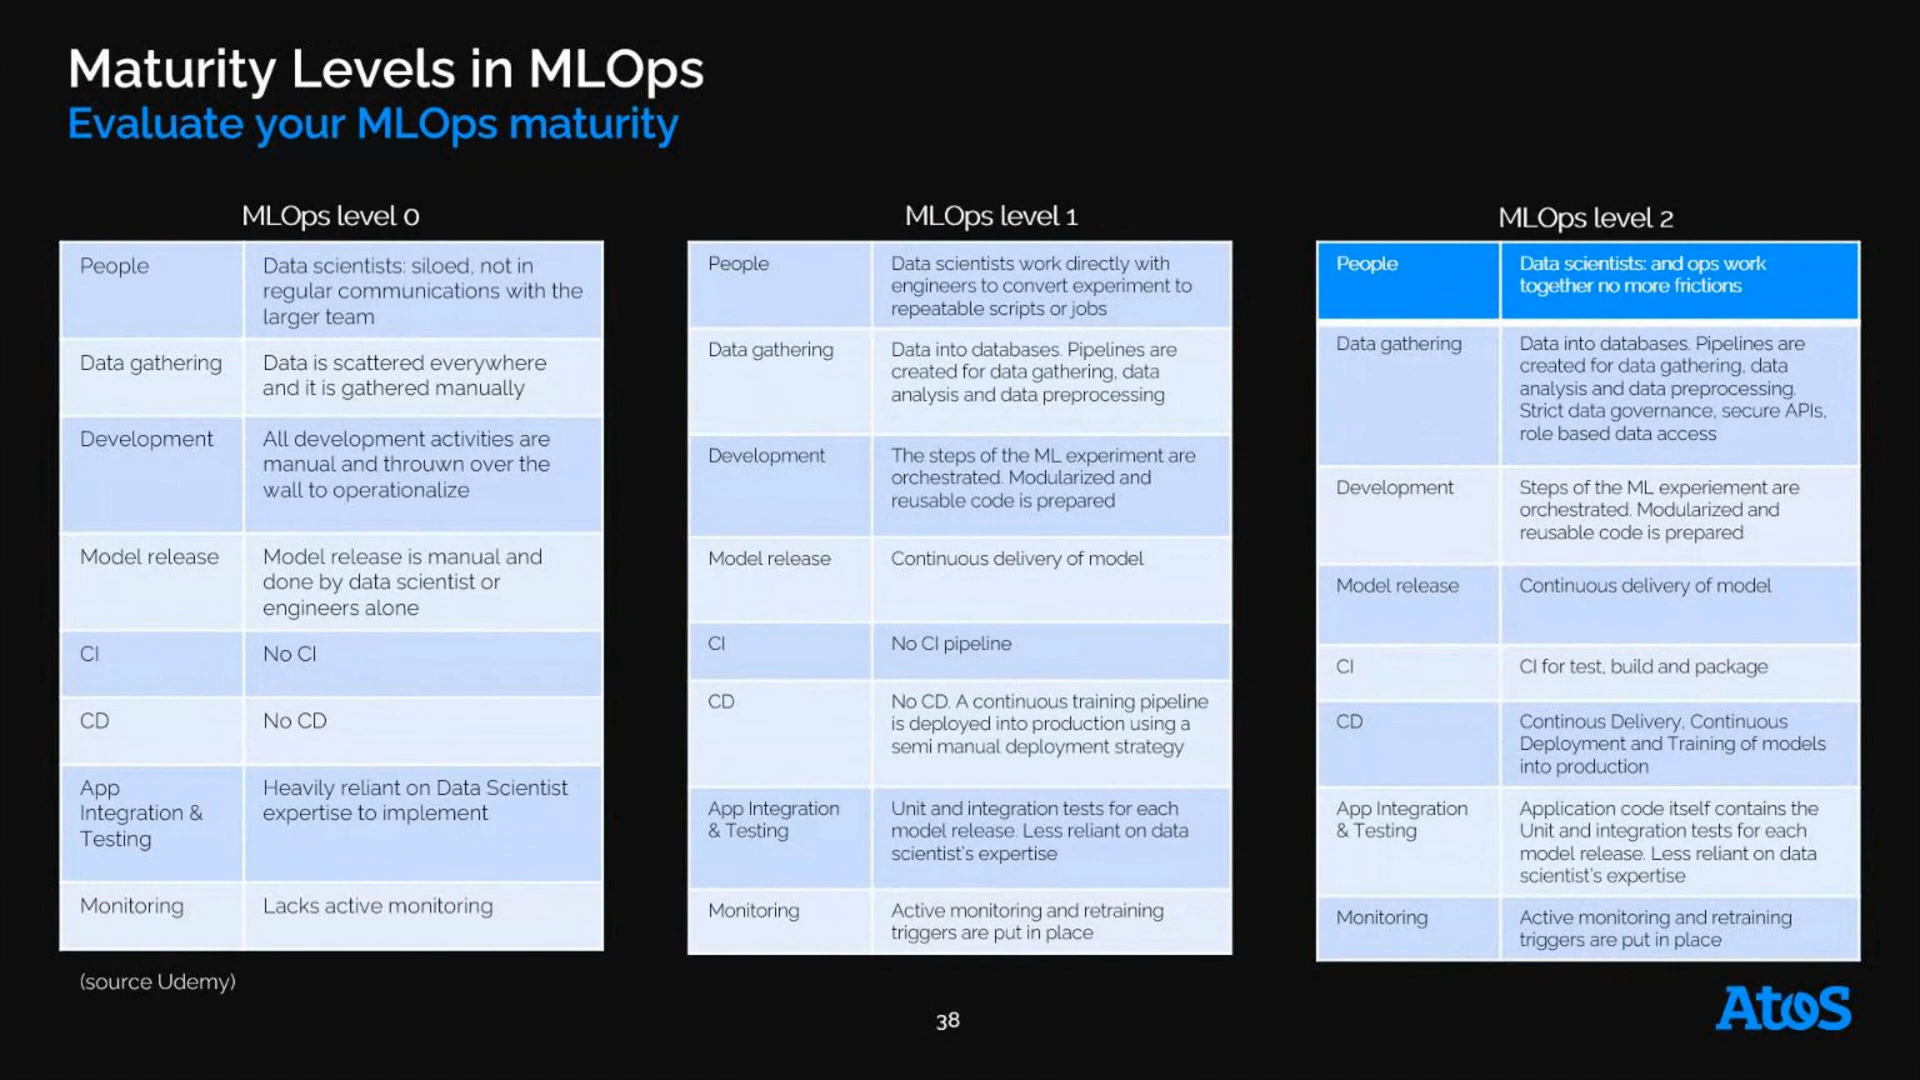 Maturity Levels in MLOps
Evaluate your MLOps maturity
MLOps level 0
People
Data scientists: siloed, not in
regular communications with the
larger team
Data gathering
Data is scattered everywhere
and it is gathered manually
Development
All development activities are
manual and throuwn over the
wall to operationalize
Model release
Model release is manual and
done by data scientist or
engineers alone
CI
No CI
CD
No CD
App
Integration &
Testing
Heavily reliant on Data Scientist
expertise to implement
Monitoring
Lacks active monitoring
MLOps level 1
People
Data scientists work directly with
engineers to convert experiment to
repeatable scripts or jobs
Data gathering
Data into databases. Pipelines are
created for data gathering, data
analysis and data preprocessing
Development
The steps of the ML experiment are
orchestrated. Modularized and
reusable code is prepared
Model release
Continuous delivery of model
CI
No CI pipeline
CD
No CD. A continuous training pipeline
is deployed into production using a
semi manual deployment strategy
App Integration
& Testing
Unit and integration tests for each
model release. Less reliant on data
scientist's expertise
Monitoring
Active monitoring and retraining
triggers are put in place
MLOps level 2
People
Data scientists: and ops work
together no more frictions
Data gathering
Data into databases. Pipelines are
created for data gathering, data
analysis and data preprocessing.
Strict data governance, secure APIs,
role based data access
Development
Steps of the ML experiement are
orchestrated. Modularized and
reusable code is prepared
Model release
Continuous delivery of model
CI
CI for test, build and package
CD
Continous Delivery, Continuous
Deployment and Training of models
into production
App Integration
& Testing
Application code itself contains the
Unit and integration tests for each
model release. Less reliant on data
scientist's expertise
Monitoring
Active monitoring and retraining
triggers are put in place
(source Udemy)
38
Atos